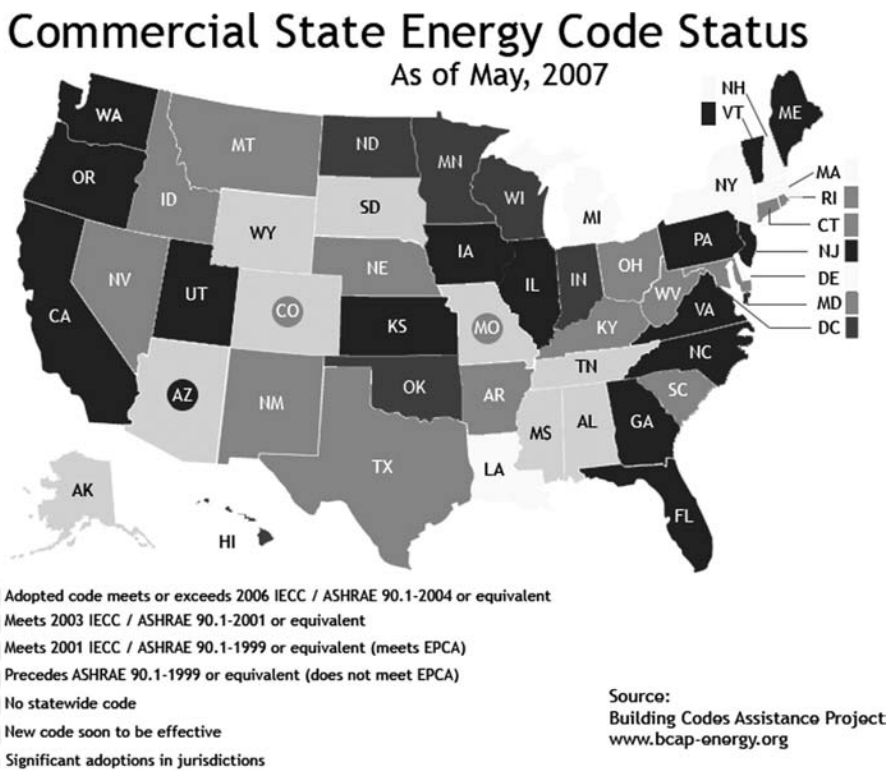 Commercial State Energy Code Status
As of May, 2007
NH
VT
ME
WA
MT
ND
MN
OR
ID
SD
WI
NY
MA
RI
CT
NJ
DE
MD
DC
WY
MI
IA
PA
NV
NE
OH
IL
IN
UT
CO
WV
VA
CA
KS
MO
KY
NC
TN
AZ
NM
OK
AR
SC
MS
AL
GA
TX
LA
AK
FL
HI
Adopted code meets or exceeds 2006 IECC / ASHRAE 90.1-2004 or equivalent
Meets 2003 IECC / ASHRAE 90.1-2001 or equivalent
Meets 2001 IECC / ASHRAE 90.1-1999 or equivalent (meets EPCA)
Precedes ASHRAE 90.1-1999 or equivalent (does not meet EPCA)
No statewide code
New code soon to be effective
Significant adoptions in jurisdictions
Source:
Building Codes Assistance Project
www.bcap-energy.org